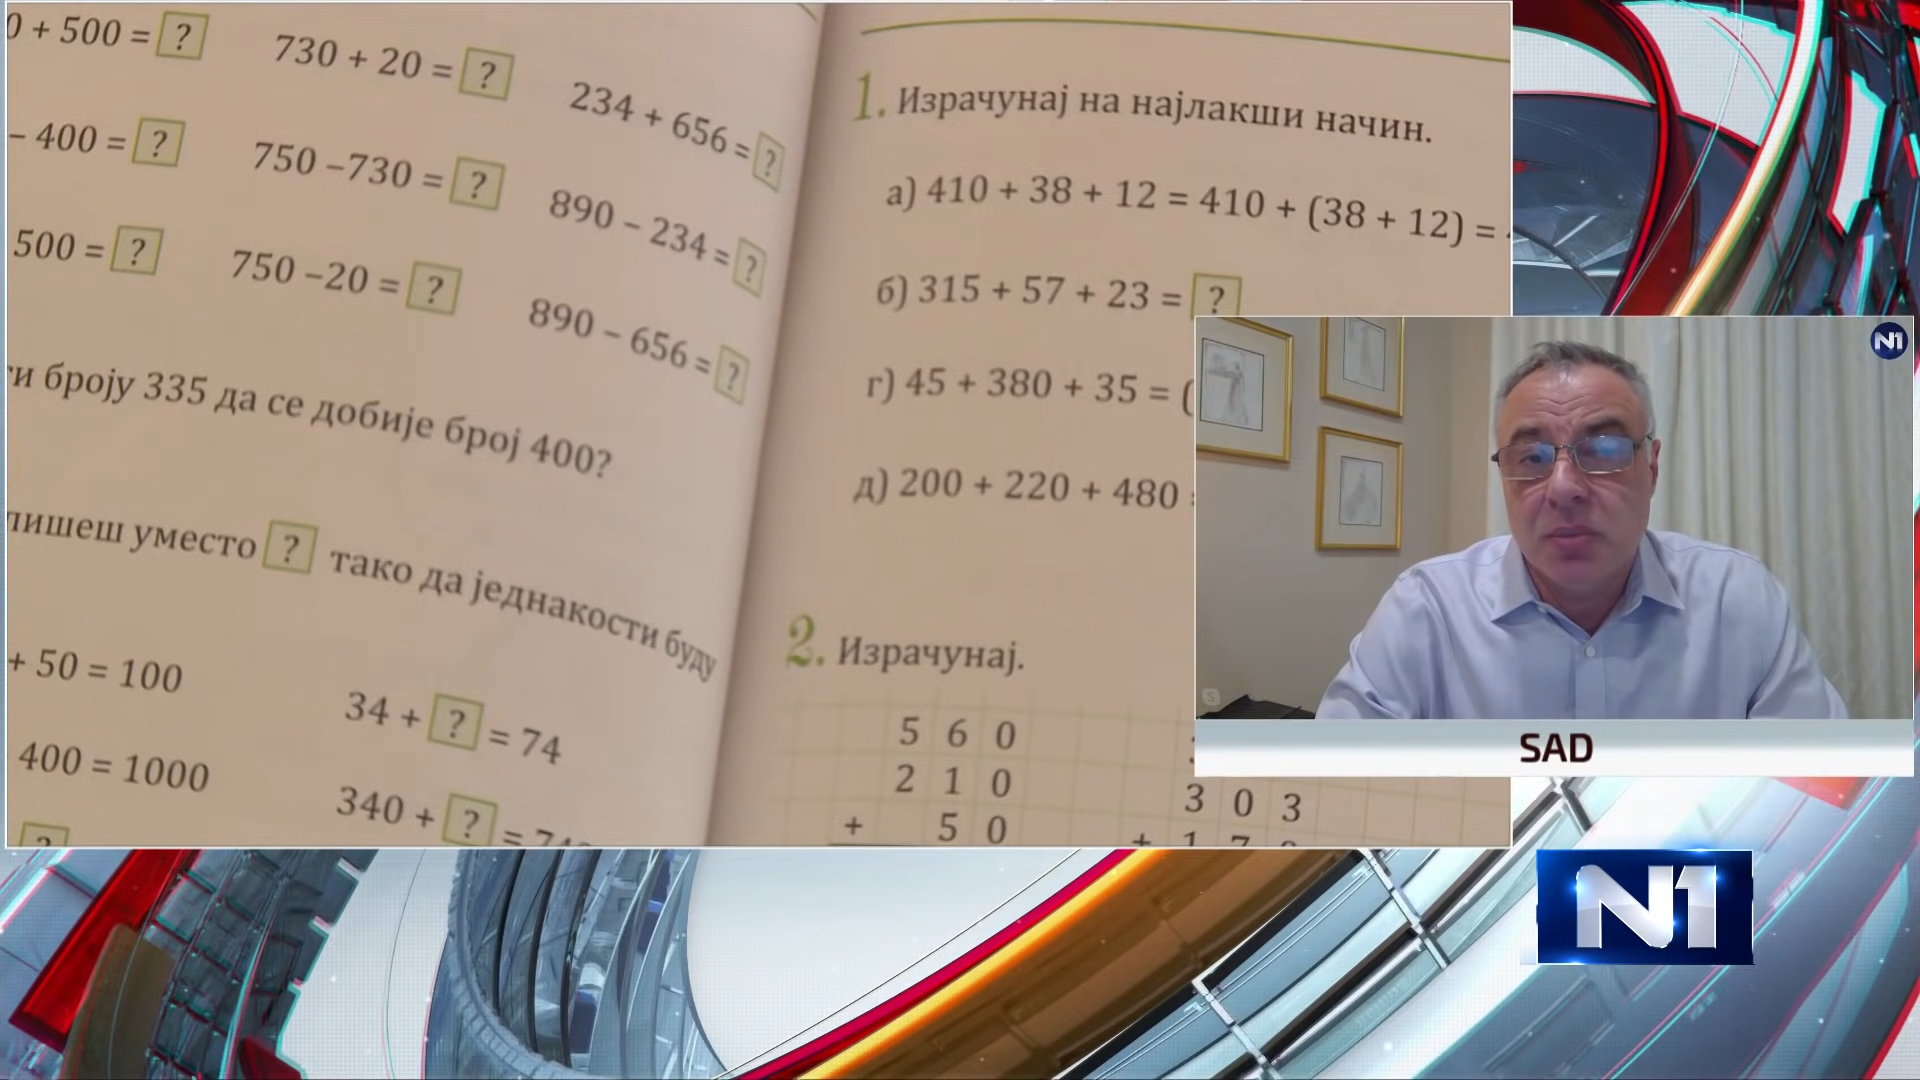 0 + 500 = ?
730 + 20 = ?
234 + 656 = ?
– 400 = ?
750 –730 = ?
890 – 234 = ?
500 = ?
750 –20 = ?
890 – 656 = ?
и броју 335 да се добије број 400?
пишеш уместо ? тако да једнакости буду
+ 50 = 100
34 + ? = 74
400 = 1000
340 + ? = 74
?
1. Израчунај на најлакши начин.
а) 410 + 38 + 12 = 410 + (38 + 12) =
б) 315 + 57 + 23 = ?
г) 45 + 380 + 35 = (
д) 200 + 220 + 480
2. Израчунај.
5 6 0
2 1 0
+ 5 0
3 0 3
+ 1 7
N1
SAD
N1